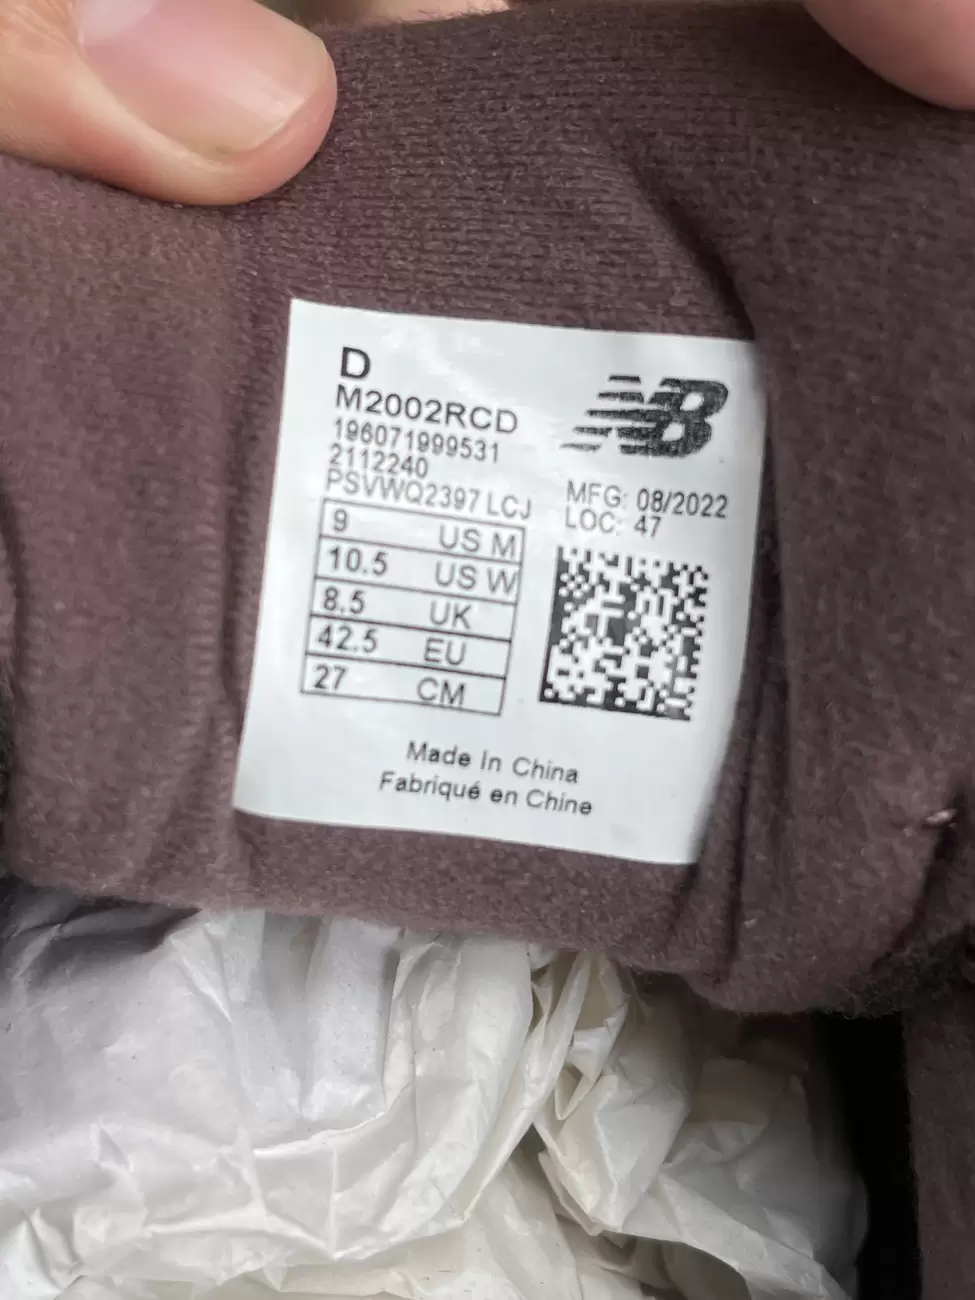 D
M2002RCD
196071999531
2112240
PSVWQ2397 LCJ
NB
MFG: 08/2022
LOC: 47
9 US M
10.5 US W
8.5 UK
42.5 EU
27 CM
Made In China
Fabriqué en Chine